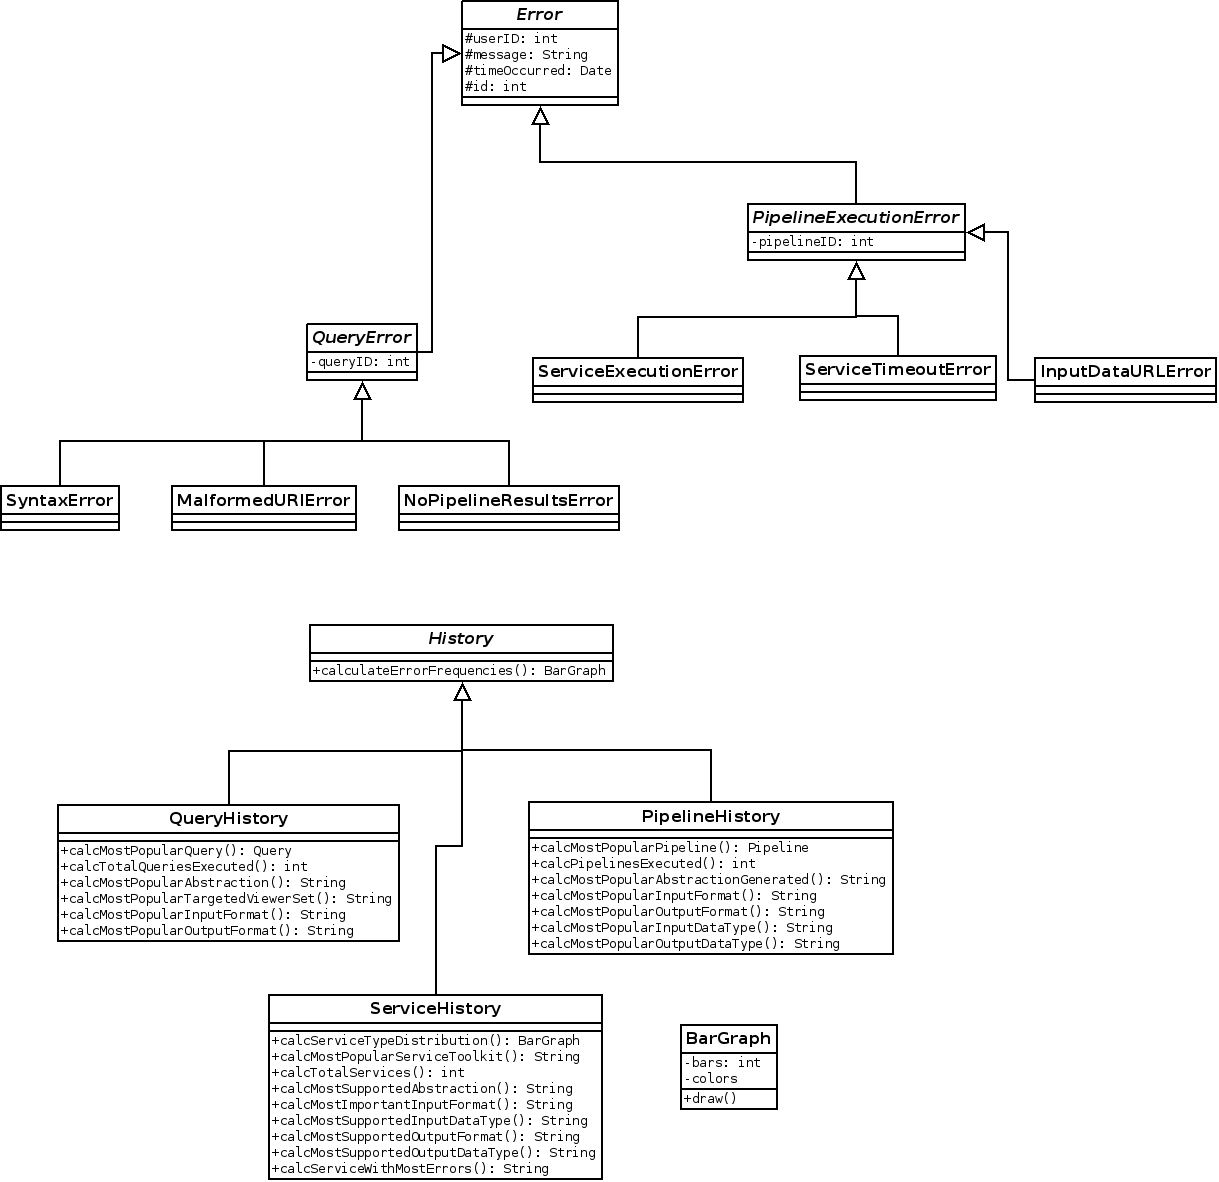 Error
#userID: int
#message: String
#timeOccurred: Date
#id: int
PipelineExecutionError
-pipelineID: int
QueryError
-queryID: int
ServiceExecutionError
ServiceTimeoutError
InputDataURLError
SyntaxError
MalformedURIError
NoPipelineResultsError
History
+calculateErrorFrequencies(): BarGraph
QueryHistory
+calcMostPopularQuery(): Query
+calcTotalQueriesExecuted(): int
+calcMostPopularAbstraction(): String
+calcMostPopularTargetedViewerSet(): String
+calcMostPopularInputFormat(): String
+calcMostPopularOutputFormat(): String
PipelineHistory
+calcMostPopularPipeline(): Pipeline
+calcPipelinesExecuted(): int
+calcMostPopularAbstractionGenerated(): String
+calcMostPopularInputFormat(): String
+calcMostPopularOutputFormat(): String
+calcMostPopularInputDataType(): String
+calcMostPopularOutputDataType(): String
ServiceHistory
+calcServiceTypeDistribution(): BarGraph
+calcMostPopularServiceToolkit(): String
+calcTotalServices(): int
+calcMostSupportedAbstraction(): String
+calcMostImportantInputFormat(): String
+calcMostSupportedInputDataType(): String
+calcMostSupportedOutputFormat(): String
+calcMostSupportedOutputDataType(): String
+calcServiceWithMostErrors(): String
BarGraph
-bars: int
-colors
+draw()